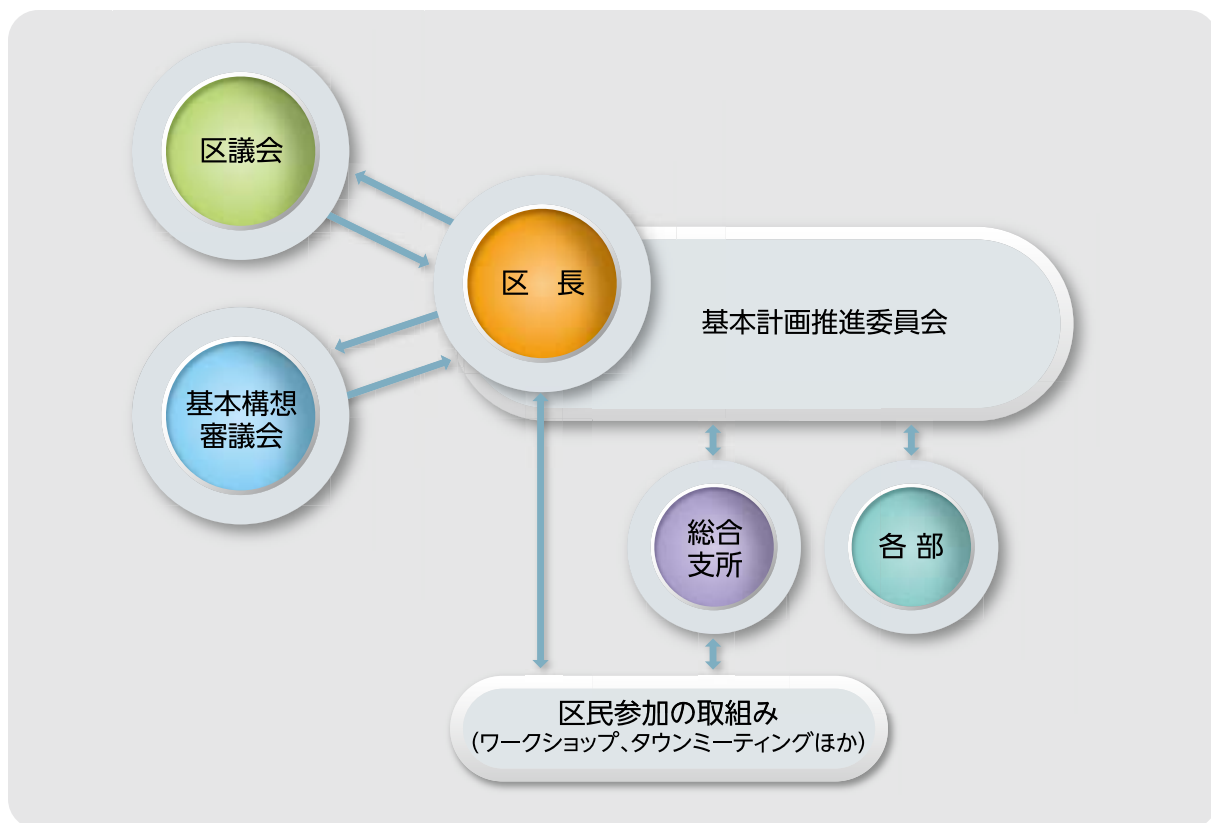 区議会
区　長
基本計画推進委員会
基本構想
審議会
総合
支所
各 部
区民参加の取組み
（ワークショップ、タウンミーティングほか）